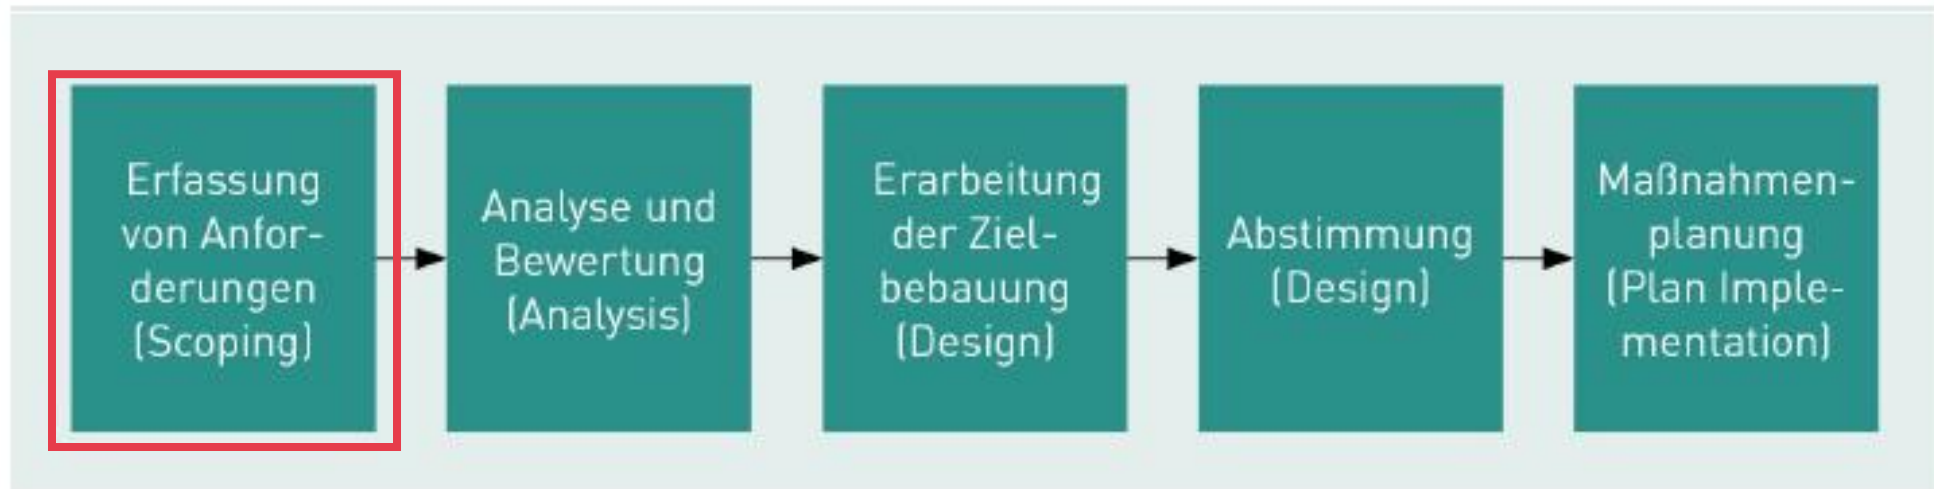 Erfassung
von Anfor-
derungen
(Scoping)
Analyse und
Bewertung
(Analysis)
Erarbeitung
der Ziel-
bebauung
(Design)
Abstimmung
(Design)
Maßnahmen-
planung
(Plan Imple-
mentation)